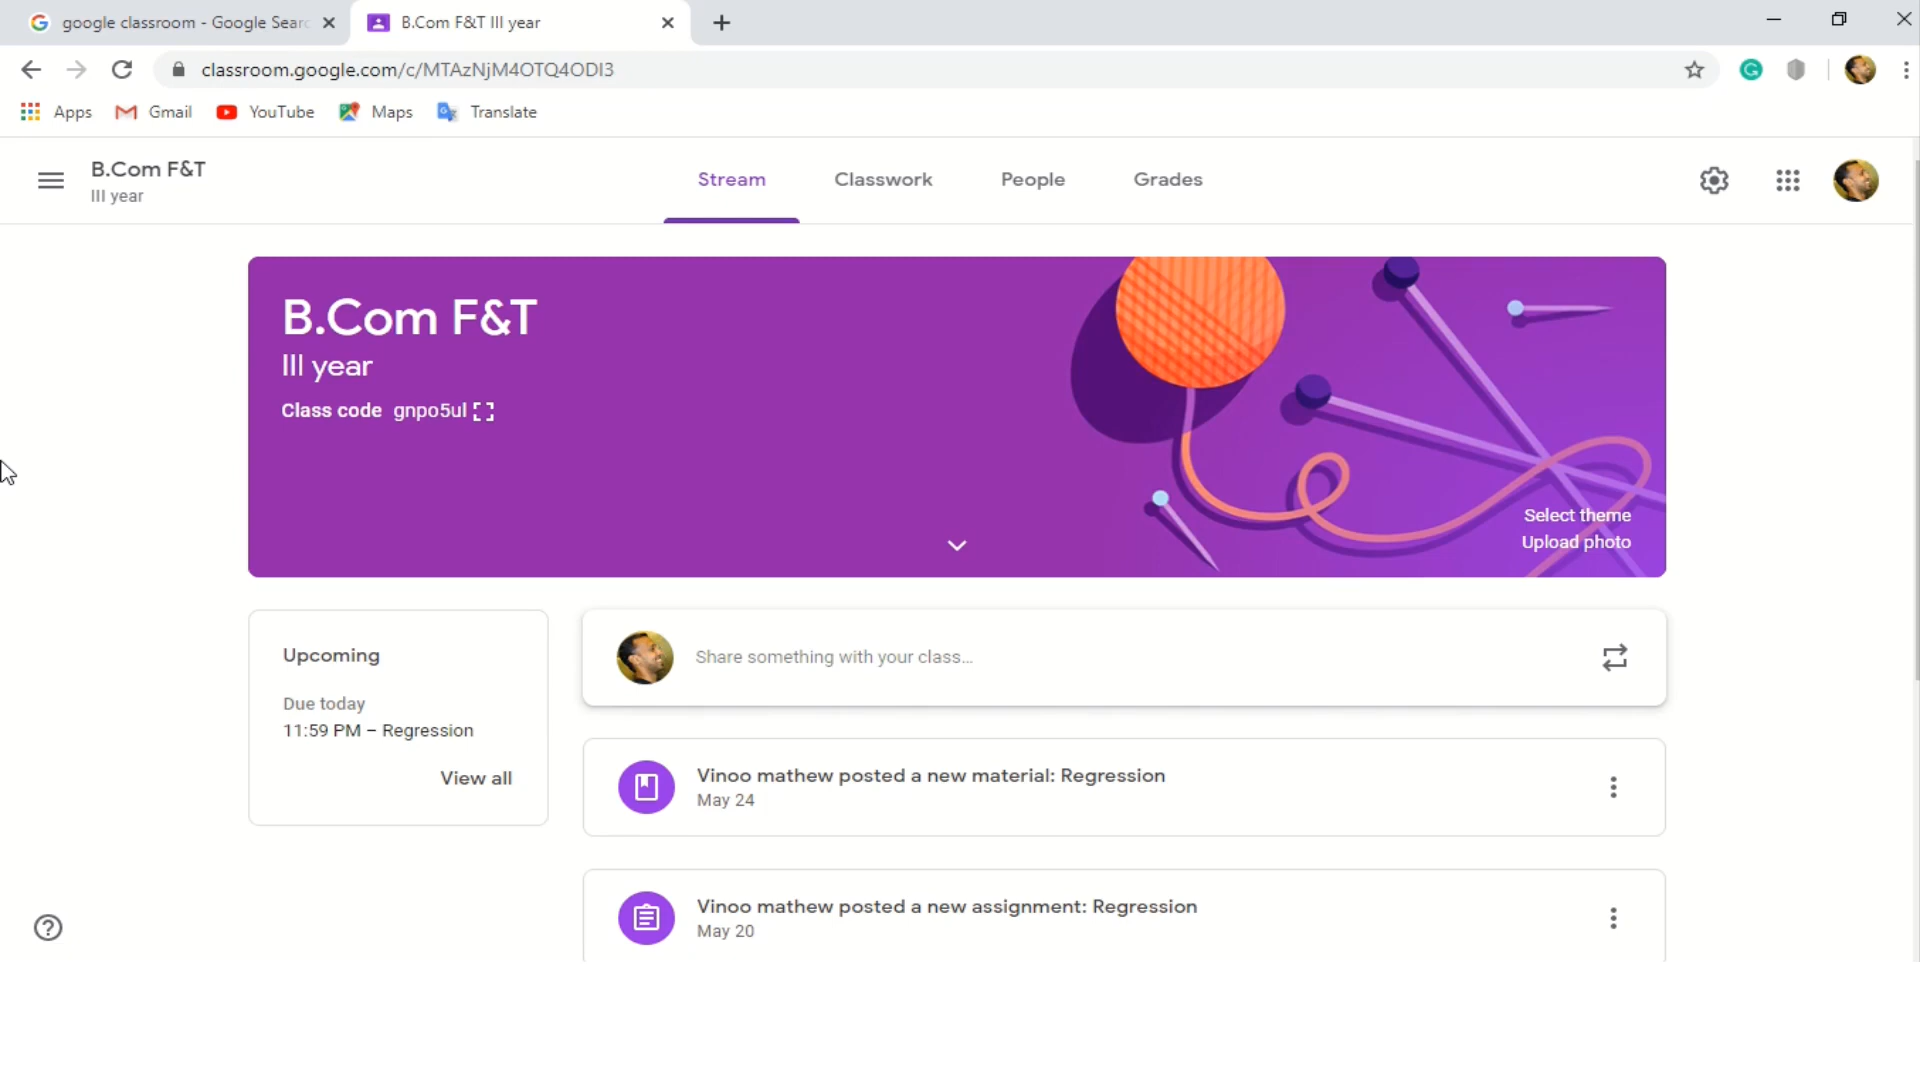 google classroom - Google Searc
B.Com F&T III year
classroom.google.com/c/MTAzNjM4OTQ4ODI3
Apps
Gmail
YouTube
Maps
Translate
B.Com F&T
III year
Stream
Classwork
People
Grades
B.Com F&T
III year
Class code gnpo5ul
Select theme
Upload photo
Upcoming
Due today
11:59 PM – Regression
View all
Share something with your class...
Vinoo mathew posted a new material: Regression
May 24
Vinoo mathew posted a new assignment: Regression
May 20